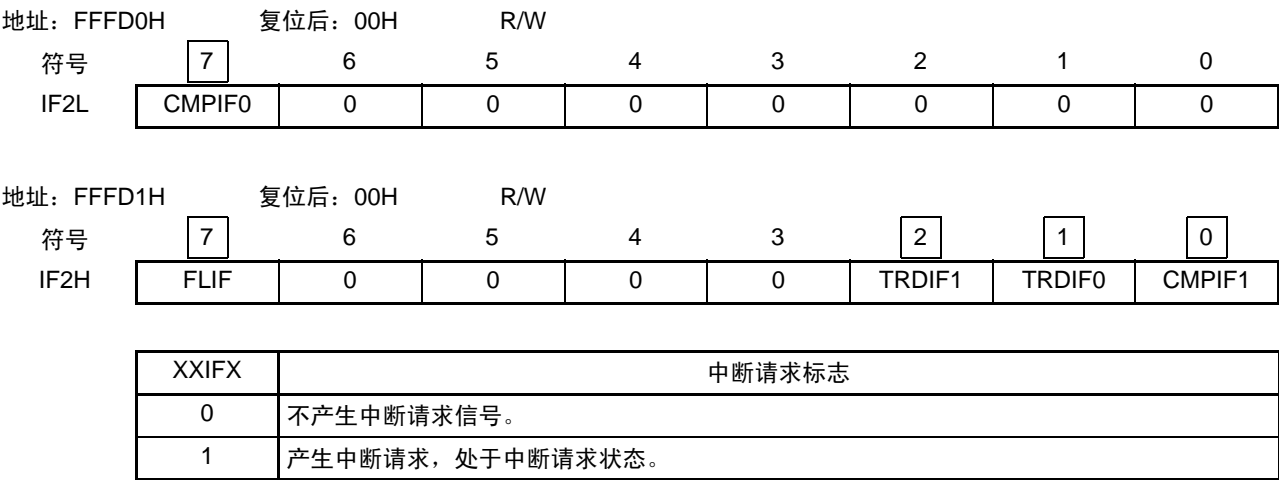 地址：FFFD0H 复位后：00H R/W
符号 7 6 5 4 3 2 1 0
IF2L CMPIF0 0 0 0 0 0 0 0
地址：FFFD1H 复位后：00H R/W
符号 7 6 5 4 3 2 1 0
IF2H FLIF 0 0 0 0 TRDIF1 TRDIF0 CMPIF1
XXIFX 中断请求标志
0 不产生中断请求信号。
1 产生中断请求，处于中断请求状态。